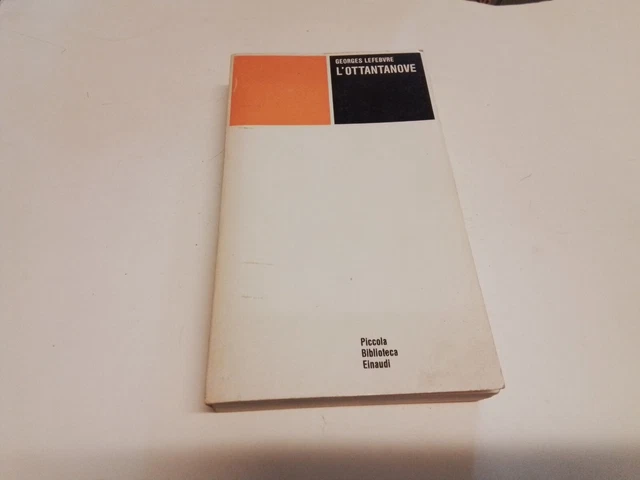 GEORGES LEFEBVRE
L'OTTANTANOVE
Piccola
Biblioteca
Einaudi